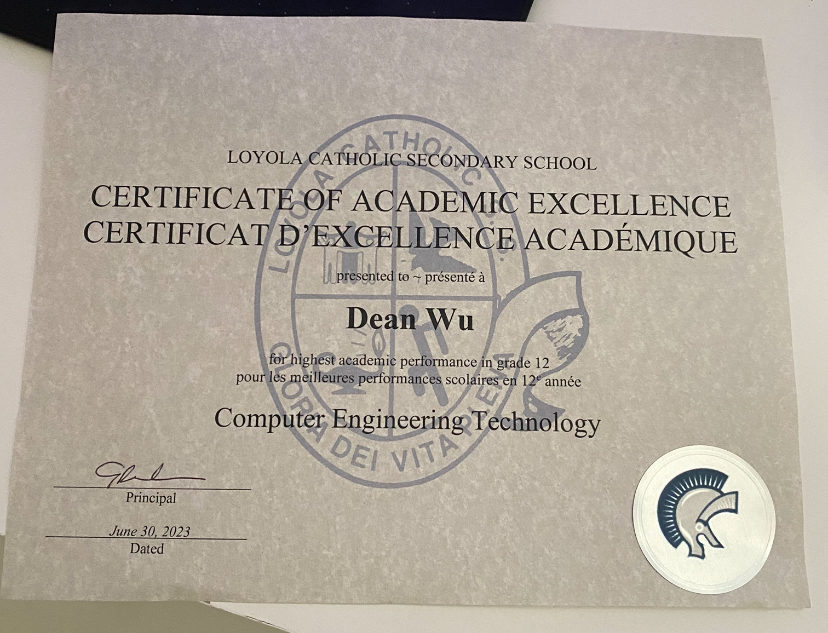 LOYOLA CATHOLIC S.S.
LOYOLA CATHOLIC SECONDARY SCHOOL
CERTIFICATE OF ACADEMIC EXCELLENCE
CERTIFICAT D'EXCELLENCE ACADÉMIQUE
presented to ~ présenté à
Dean Wu
for highest academic performance in grade 12
pour les meilleures performances scolaires en 12e année
Computer Engineering Technology
GLORIA DEI VITA PLENA
Principal
June 30, 2023
Dated